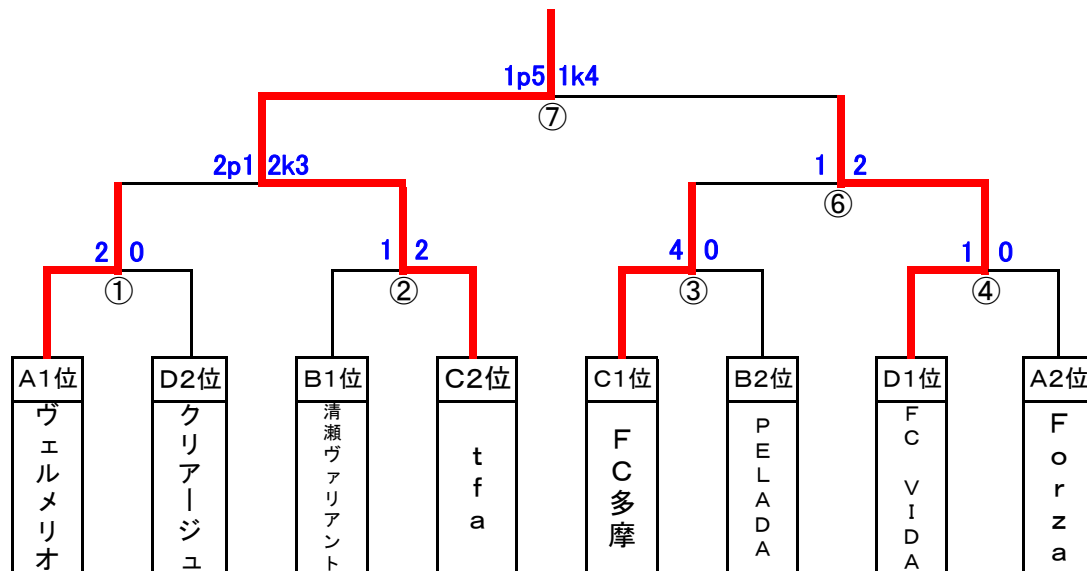 1p5 1k4
⑦
2p1 2k3
1 2
⑥
2 0
1 2
4 0
1 0
①
②
③
④
A1位
D2位
B1位
C2位
C1位
B2位
D1位
A2位
ヴェルメリオ
クリアージュ
清瀬ヴァリアント
tfa
FC多摩
PELADA
FC VIDA
Forza